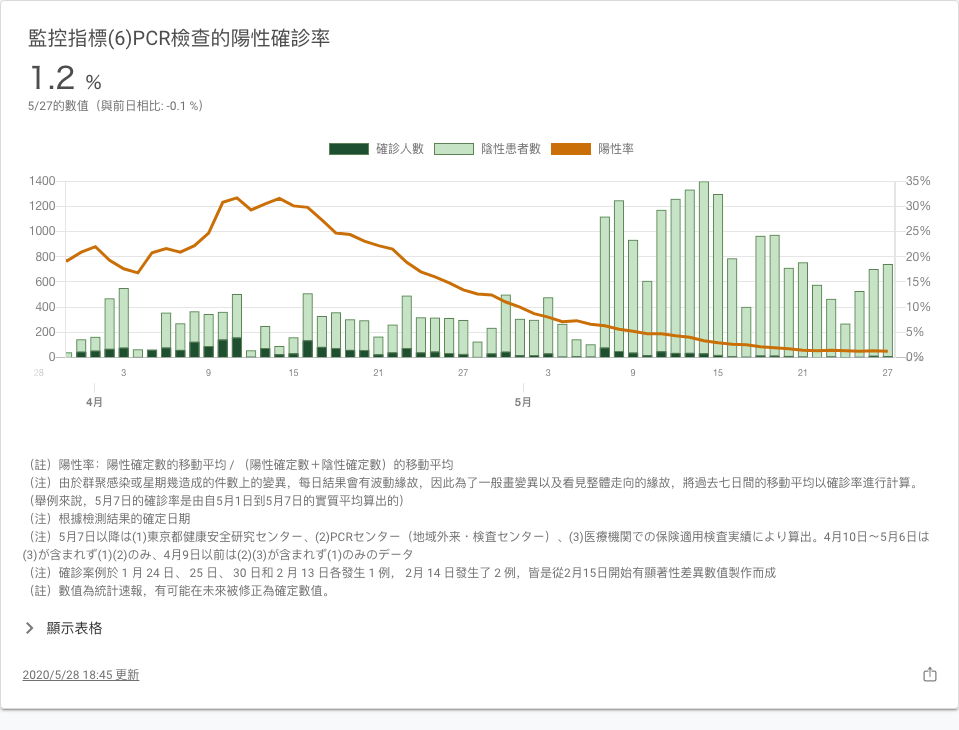 監控指標(6)PCR檢查的陽性確診率
1.2 %
5/27的數值（與前日相比: -0.1 %）
確診人數 陰性患者數 陽性率
1400 35%
1200 30%
1000 25%
800 20%
600 15%
400 10%
200 5%
0 0%
28 3 9 15 21 27 3 9 15 21 27
4月 5月
（註）陽性率：陽性確定數的移動平均 / （陽性確定數＋陰性確定數）的移動平均
（注）由於群聚感染或星期幾造成的件數上的變異，每日結果會有波動緣故，因此為了一般畫變異以及看見整體走向的緣故，將過去七日間的移動平均以確診率進行計算。
（舉例來說，5月7日的確診率是由自5月1日到5月7日的實質平均算出的）
（注）根據檢測結果的確定日期
（注）5月7日以降は(1)東京都健康安全研究センター、(2)PCRセンター（地域外来・検査センター）、(3)医療機関での保険適用検査実績により算出。4月10日～5月6日は
(3)が含まれず(1)(2)のみ、4月9日以前は(2)(3)が含まれず(1)のみのデータ
（注）確診案例於 1 月 24 日、 25 日、 30 日和 2 月 13 日各發生 1 例， 2月 14 日發生了 2 例，皆是從2月15日開始有顯著性差異數值製作而成
（註）數值為統計速報，有可能在未來被修正為確定數值。
顯示表格
2020/5/28 18:45 更新